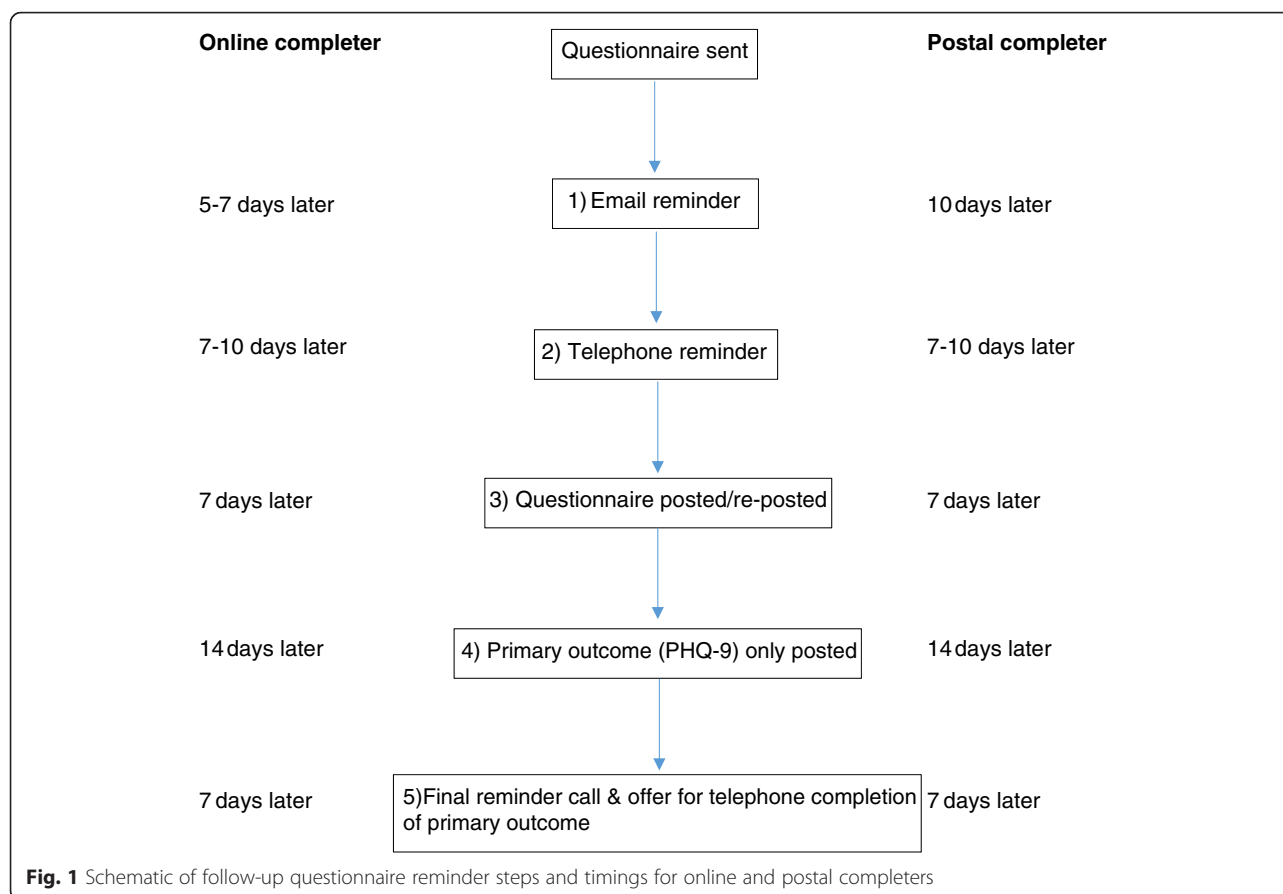 Online completer
Questionnaire sent
Postal completer
5-7 days later
1) Email reminder
10 days later
7-10 days later
2) Telephone reminder
7-10 days later
7 days later
3) Questionnaire posted/re-posted
7 days later
14 days later
4) Primary outcome (PHQ-9) only posted
14 days later
7 days later
5)Final reminder call & offer for telephone completion
of primary outcome
7 days later
Fig. 1 Schematic of follow-up questionnaire reminder steps and timings for online and postal completers